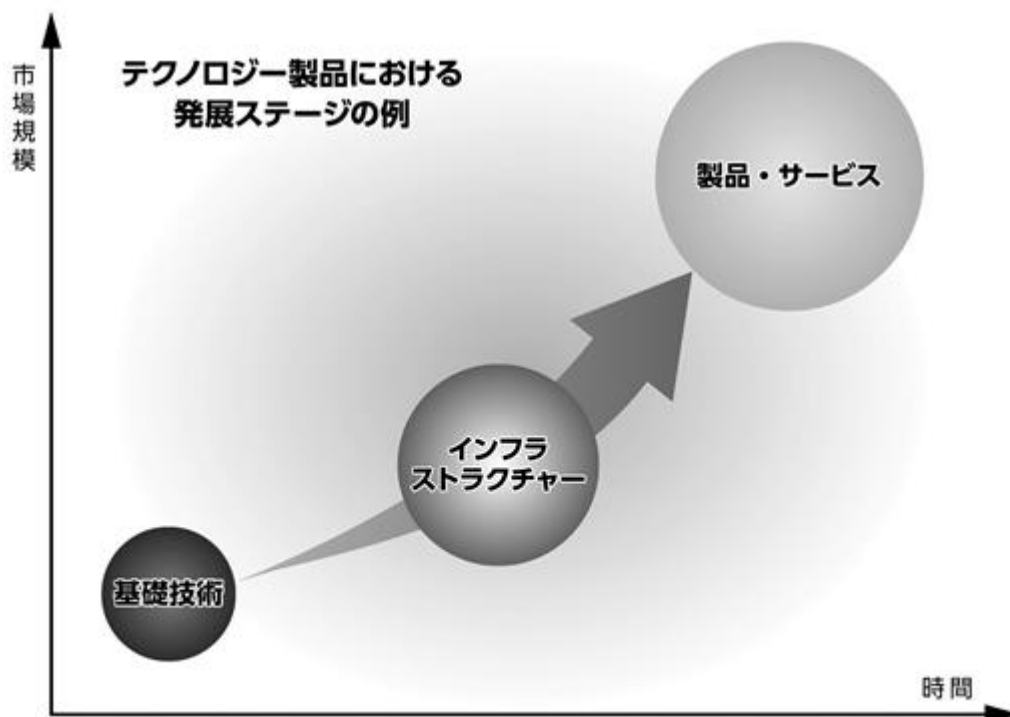 市場規模
テクノロジー製品における
発展ステージの例
製品・サービス
インフラ
ストラクチャー
基礎技術
時間